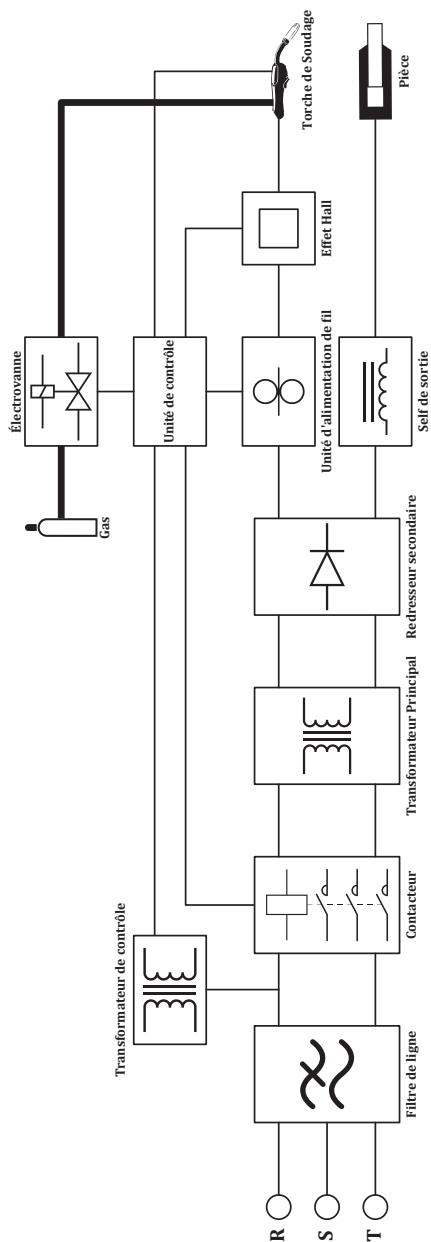 R
S
T
Filtre de ligne
Transformateur de contrôle
Contacteur
Transformateur Principal
Redresseur secondaire
Gas
Électrovanne
Unité de contrôle
Unité d'alimentation de fil
Self de sortie
Effet Hall
Torche de Soudage
Pièce